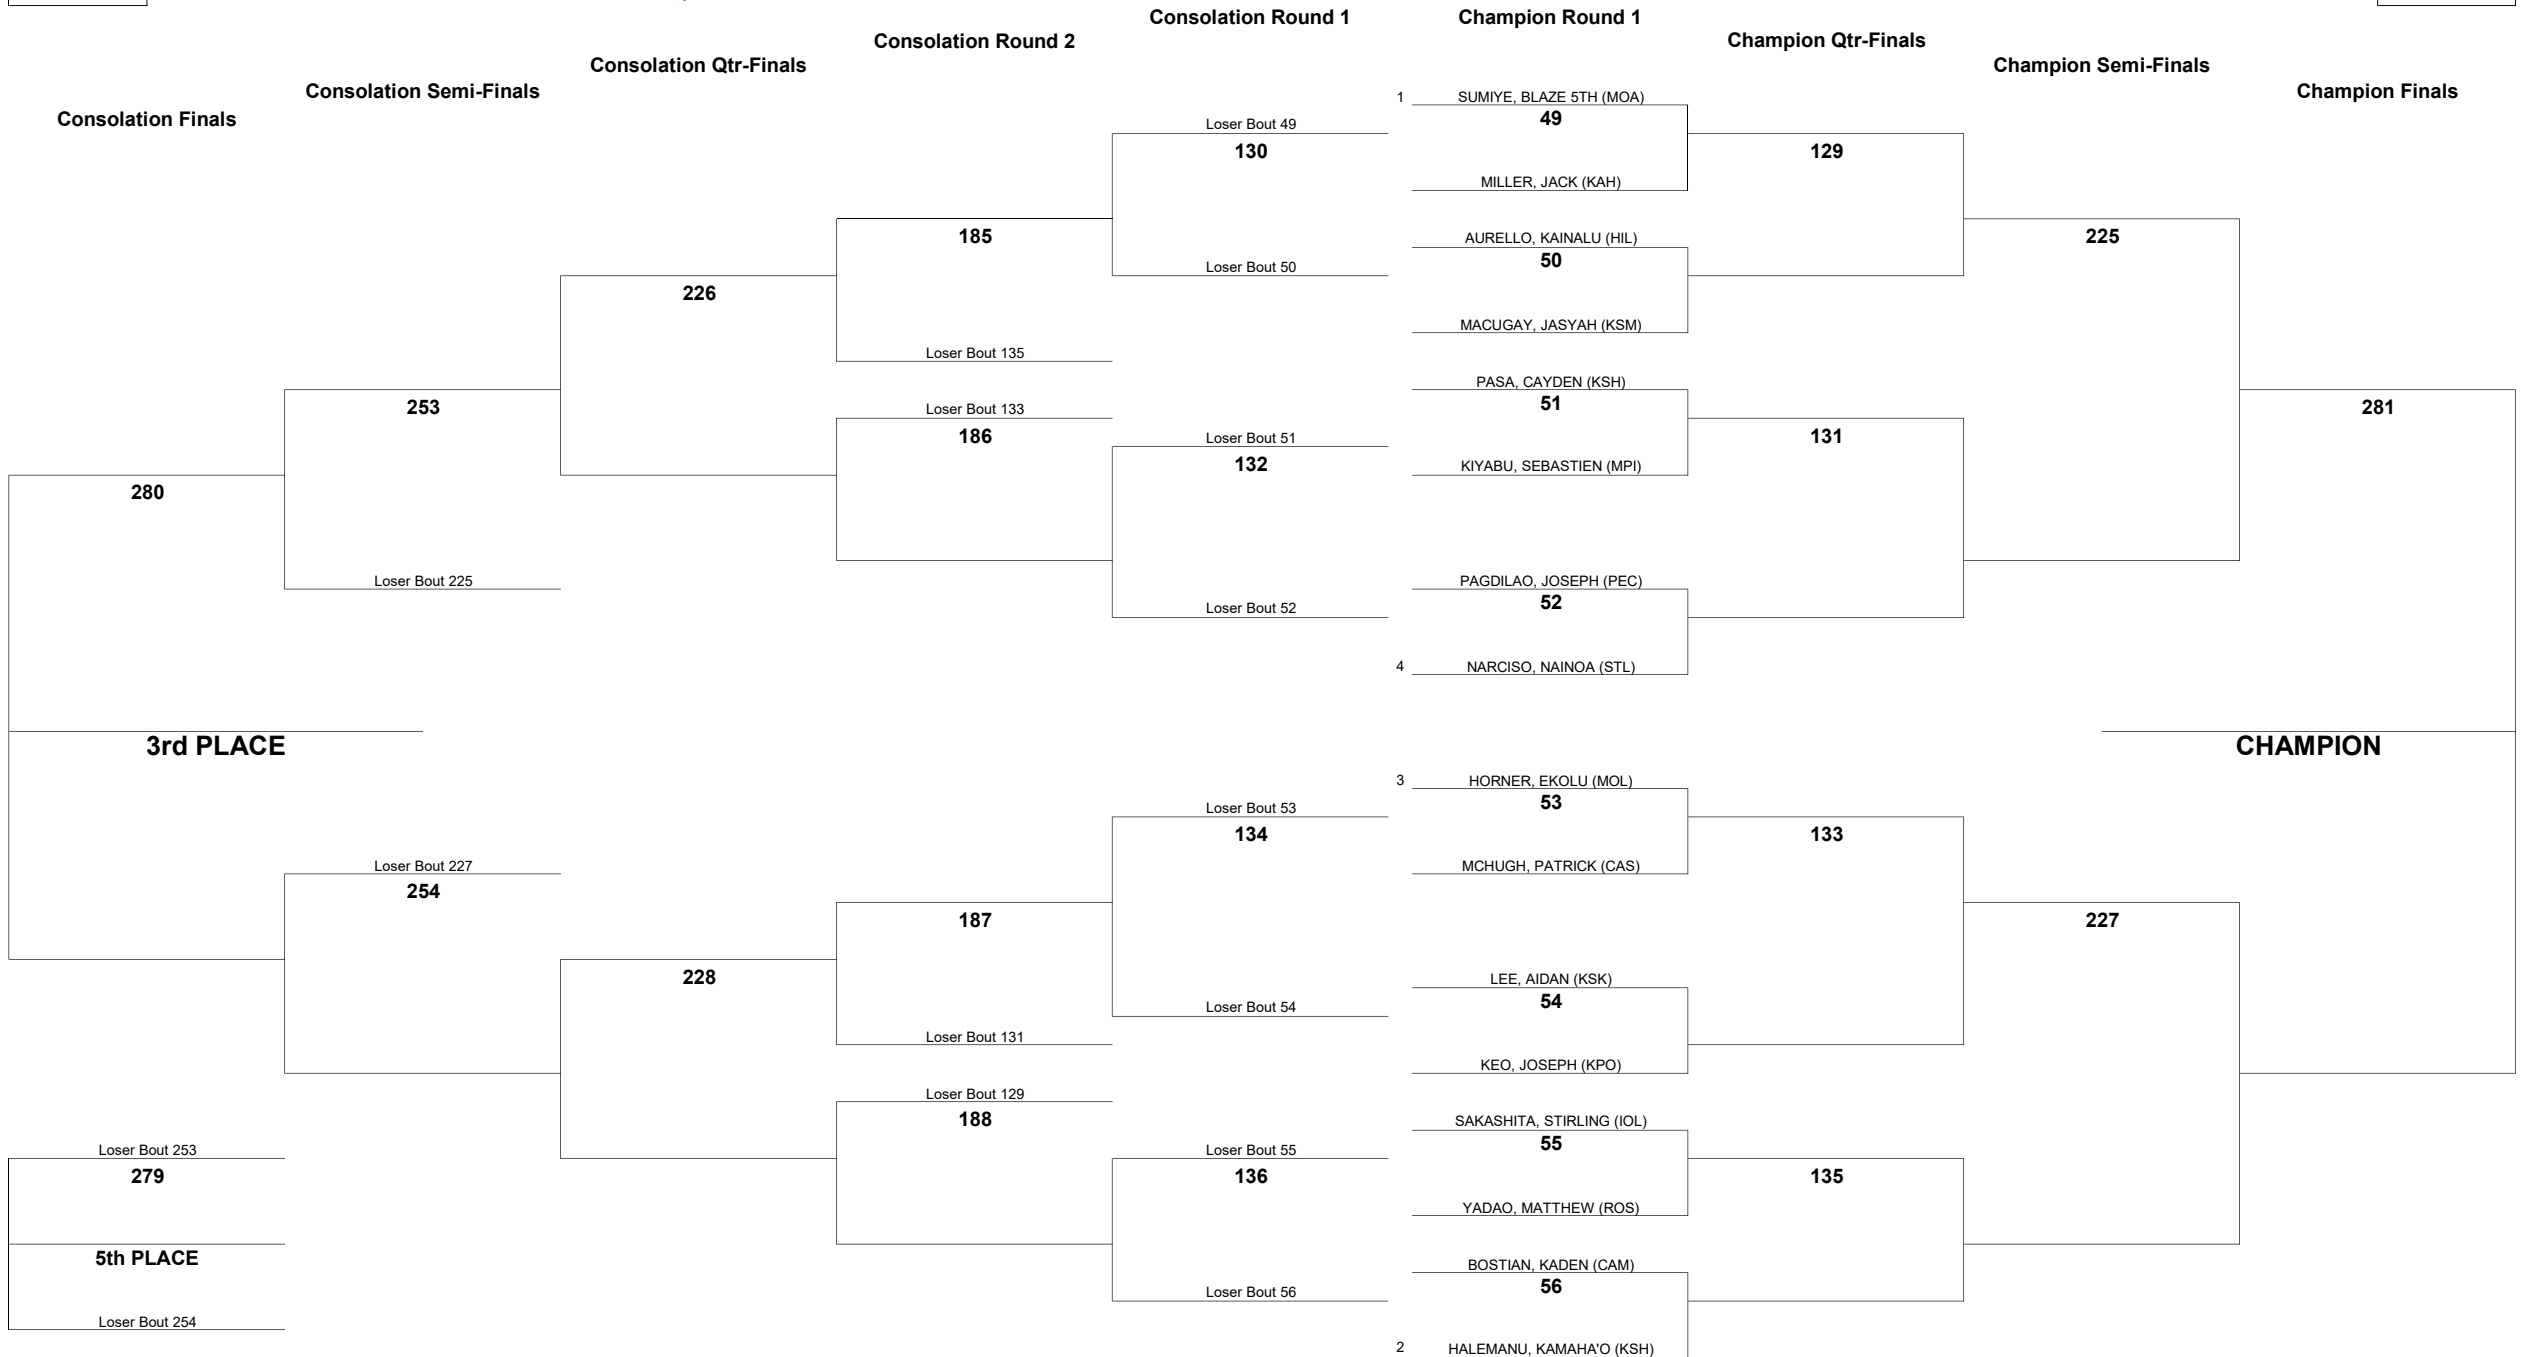 Consolation Round 1
Champion Round 1
Consolation Round 2
Champion Qtr-Finals
Consolation Qtr-Finals
Champion Semi-Finals
Consolation Semi-Finals
Champion Finals
Consolation Finals
1 SUMIYE, BLAZE 5TH (MOA)
49
Loser Bout 49
130
129
MILLER, JACK (KAH)
185
AURELLO, KAINALU (HIL)
225
50
Loser Bout 50
226
MACUGAY, JASYAH (KSM)
Loser Bout 135
PASA, CAYDEN (KSH)
253
Loser Bout 133
51
281
186
Loser Bout 51
131
132
KIYABU, SEBASTIEN (MPI)
280
Loser Bout 225
PAGDILAO, JOSEPH (PEC)
52
Loser Bout 52
4 NARCISO, NAINOA (STL)
3rd PLACE
CHAMPION
3 HORNER, EKOLU (MOL)
53
Loser Bout 53
134
133
Loser Bout 227
MCHUGH, PATRICK (CAS)
254
187
227
228
LEE, AIDAN (KSK)
54
Loser Bout 54
Loser Bout 131
KEO, JOSEPH (KPO)
Loser Bout 129
188
SAKASHITA, STIRLING (IOL)
55
Loser Bout 253
Loser Bout 55
279
136
135
YADAO, MATTHEW (ROS)
5th PLACE
BOSTIAN, KADEN (CAM)
56
Loser Bout 56
Loser Bout 254
2 HALEMANU, KAMAHA'O (KSH)